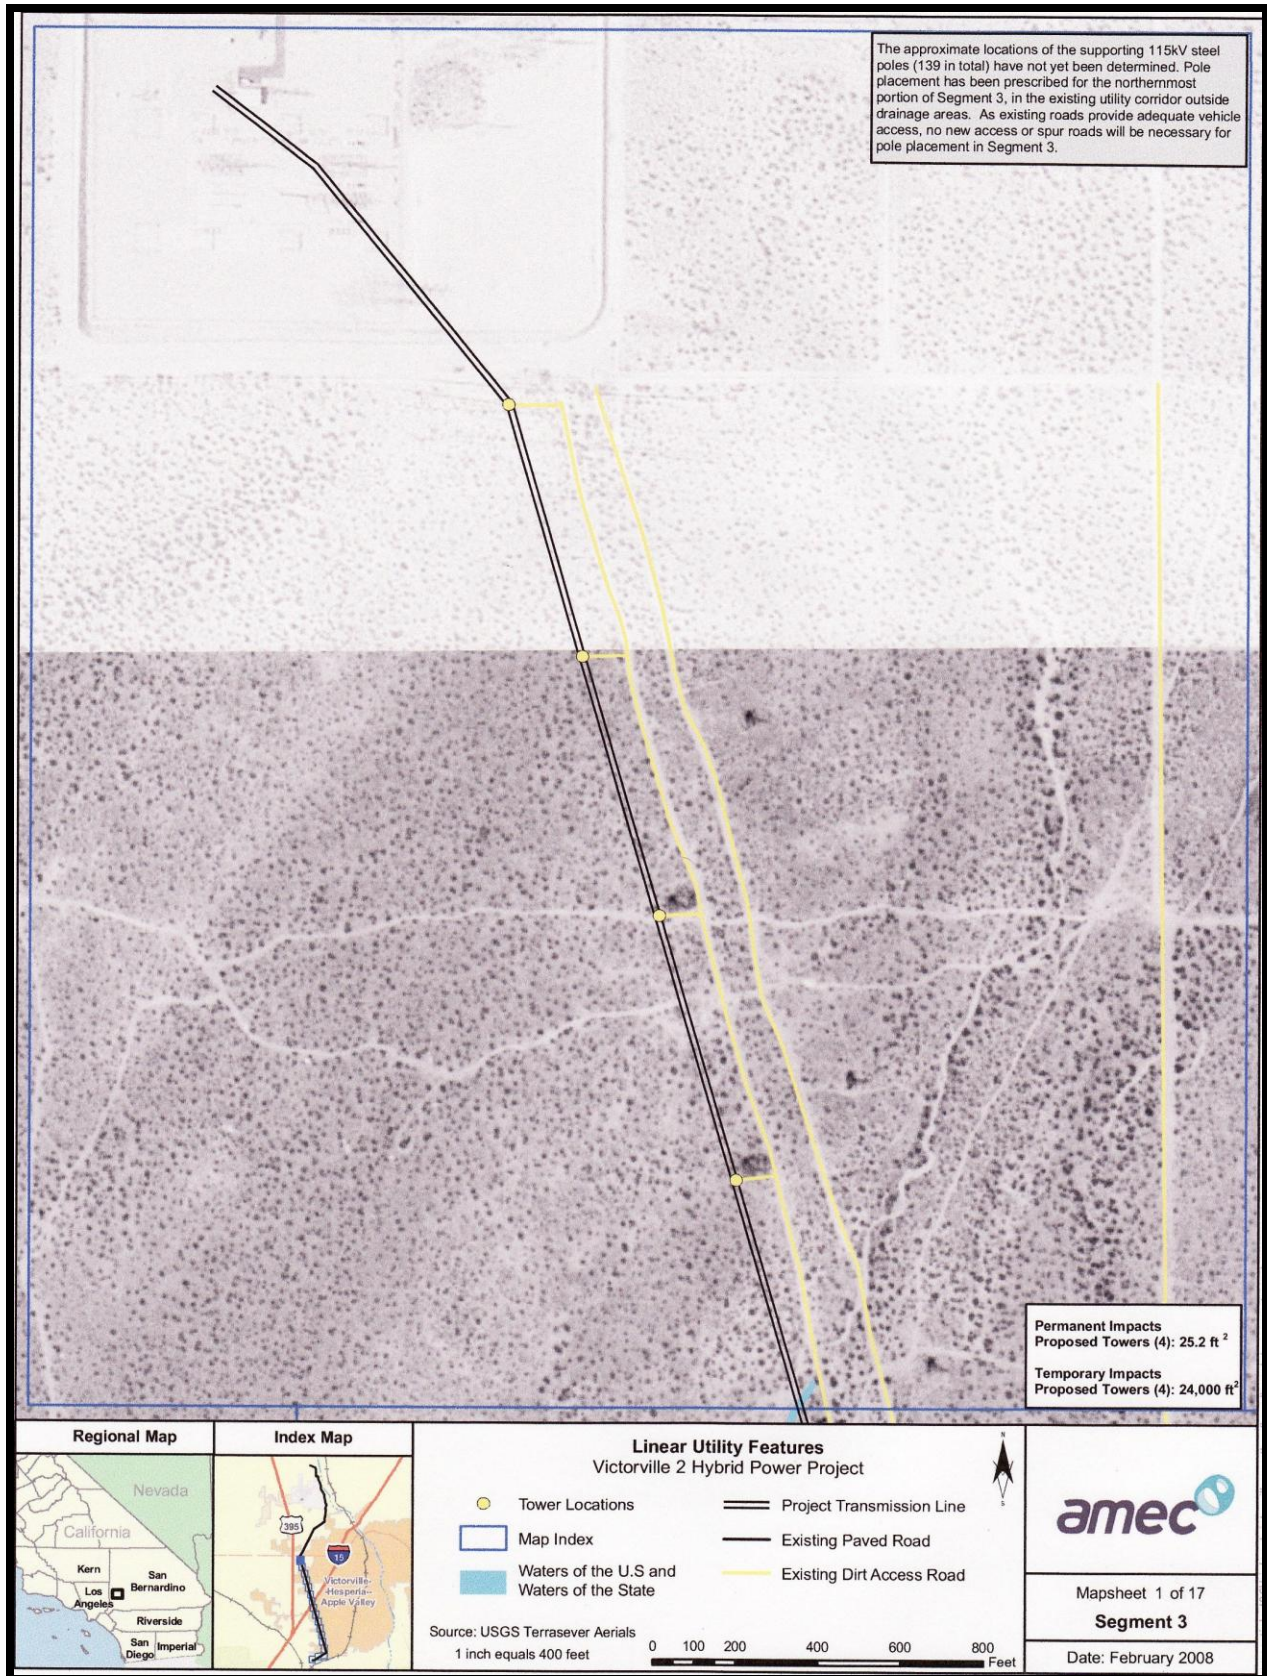 The approximate locations of the supporting 115kV steel
poles (139 in total) have not yet been determined. Pole
placement has been prescribed for the northernmost
portion of Segment 3, in the existing utility corridor outside
drainage areas. As existing roads provide adequate vehicle
access, no new access or spur roads will be necessary for
pole placement in Segment 3.
Permanent Impacts
Proposed Towers (4): 25.2 ft 2
Temporary Impacts
Proposed Towers (4): 24,000 ft2
Regional Map
Nevada
California
Kern
San
Bernardino
Los
Angeles
Riverside
San
Diego
Imperial
Index Map
395
15
Victorville-
-Hesperia--
Apple Valley
Linear Utility Features
Victorville 2 Hybrid Power Project
N
S
Tower Locations
Map Index
Waters of the U.S and
Waters of the State
Project Transmission Line
Existing Paved Road
Existing Dirt Access Road
Source: USGS Terrasever Aerials
1 inch equals 400 feet
0 100 200 400 600 800
Feet
amec
Mapsheet 1 of 17
Segment 3
Date: February 2008